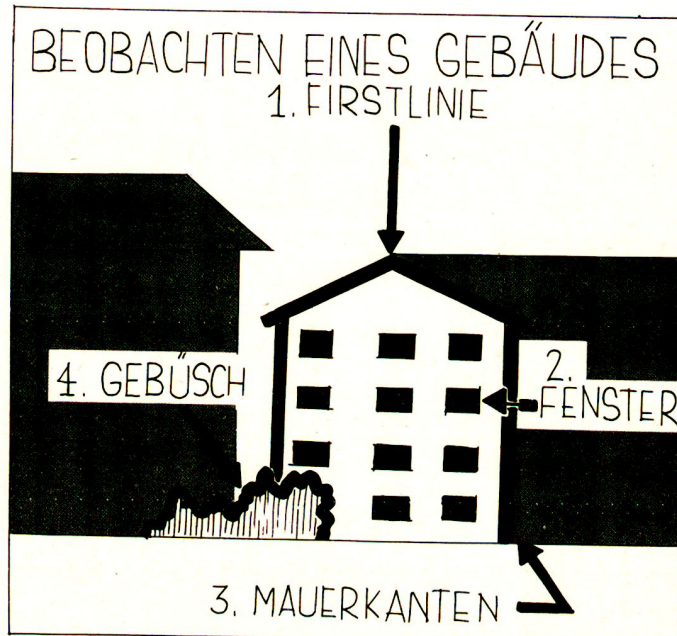 BEOBACHTEN EINES GEBÄUDES
1. FIRSTLINIE
2.
FENSTER
4. GEBÜSCH
3. MAUERKANTEN